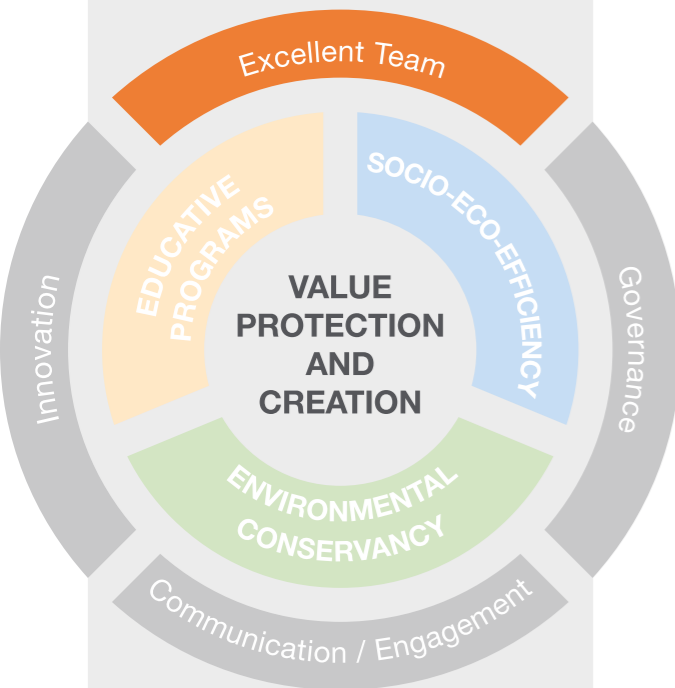 Excellent Team
EDUCATIVE
PROGRAMS
SOCIO-ECO-EFFICIENCY
Innovation
VALUE
PROTECTION
AND
CREATION
Governance
ENVIRONMENTAL
CONSERVANCY
Communication / Engagement